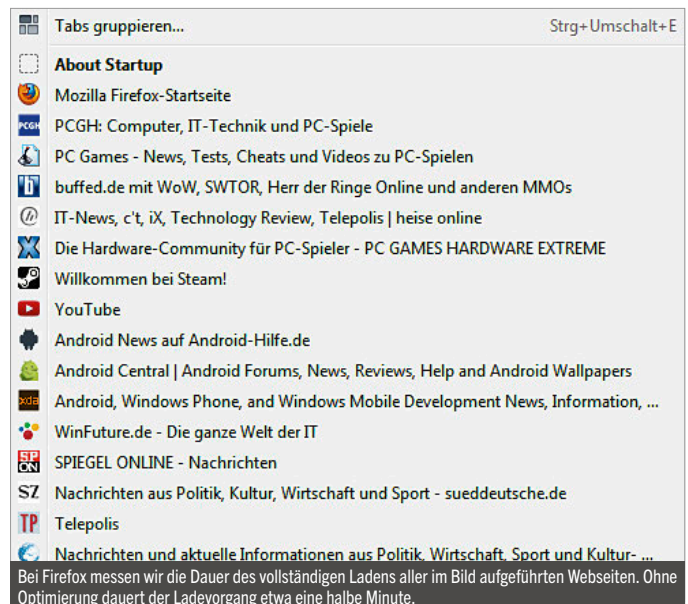 Tabs gruppieren... Strg+Umschalt+E
About Startup
Mozilla Firefox-Startseite
PCGH PCGH: Computer, IT-Technik und PC-Spiele
PC Games - News, Tests, Cheats und Videos zu PC-Spielen
b buffed.de mit WoW, SWTOR, Herr der Ringe Online und anderen MMOs
h IT-News, c't, iX, Technology Review, Telepolis | heise online
X Die Hardware-Community für PC-Spieler - PC GAMES HARDWARE EXTREME
Willkommen bei Steam!
YouTube
Android News auf Android-Hilfe.de
Android Central | Android Forums, News, Reviews, Help and Android Wallpapers
xda Android, Windows Phone, and Windows Mobile Development News, Information, ...
WinFuture.de - Die ganze Welt der IT
SP ON SPIEGEL ONLINE - Nachrichten
SZ Nachrichten aus Politik, Kultur, Wirtschaft und Sport - sueddeutsche.de
TP Telepolis
Nachrichten und aktuelle Informationen aus Politik, Wirtschaft, Sport und Kultur- ...
Bei Firefox messen wir die Dauer des vollständigen Ladens aller im Bild aufgeführten Webseiten. Ohne
Optimierung dauert der Ladevorgang etwa eine halbe Minute.